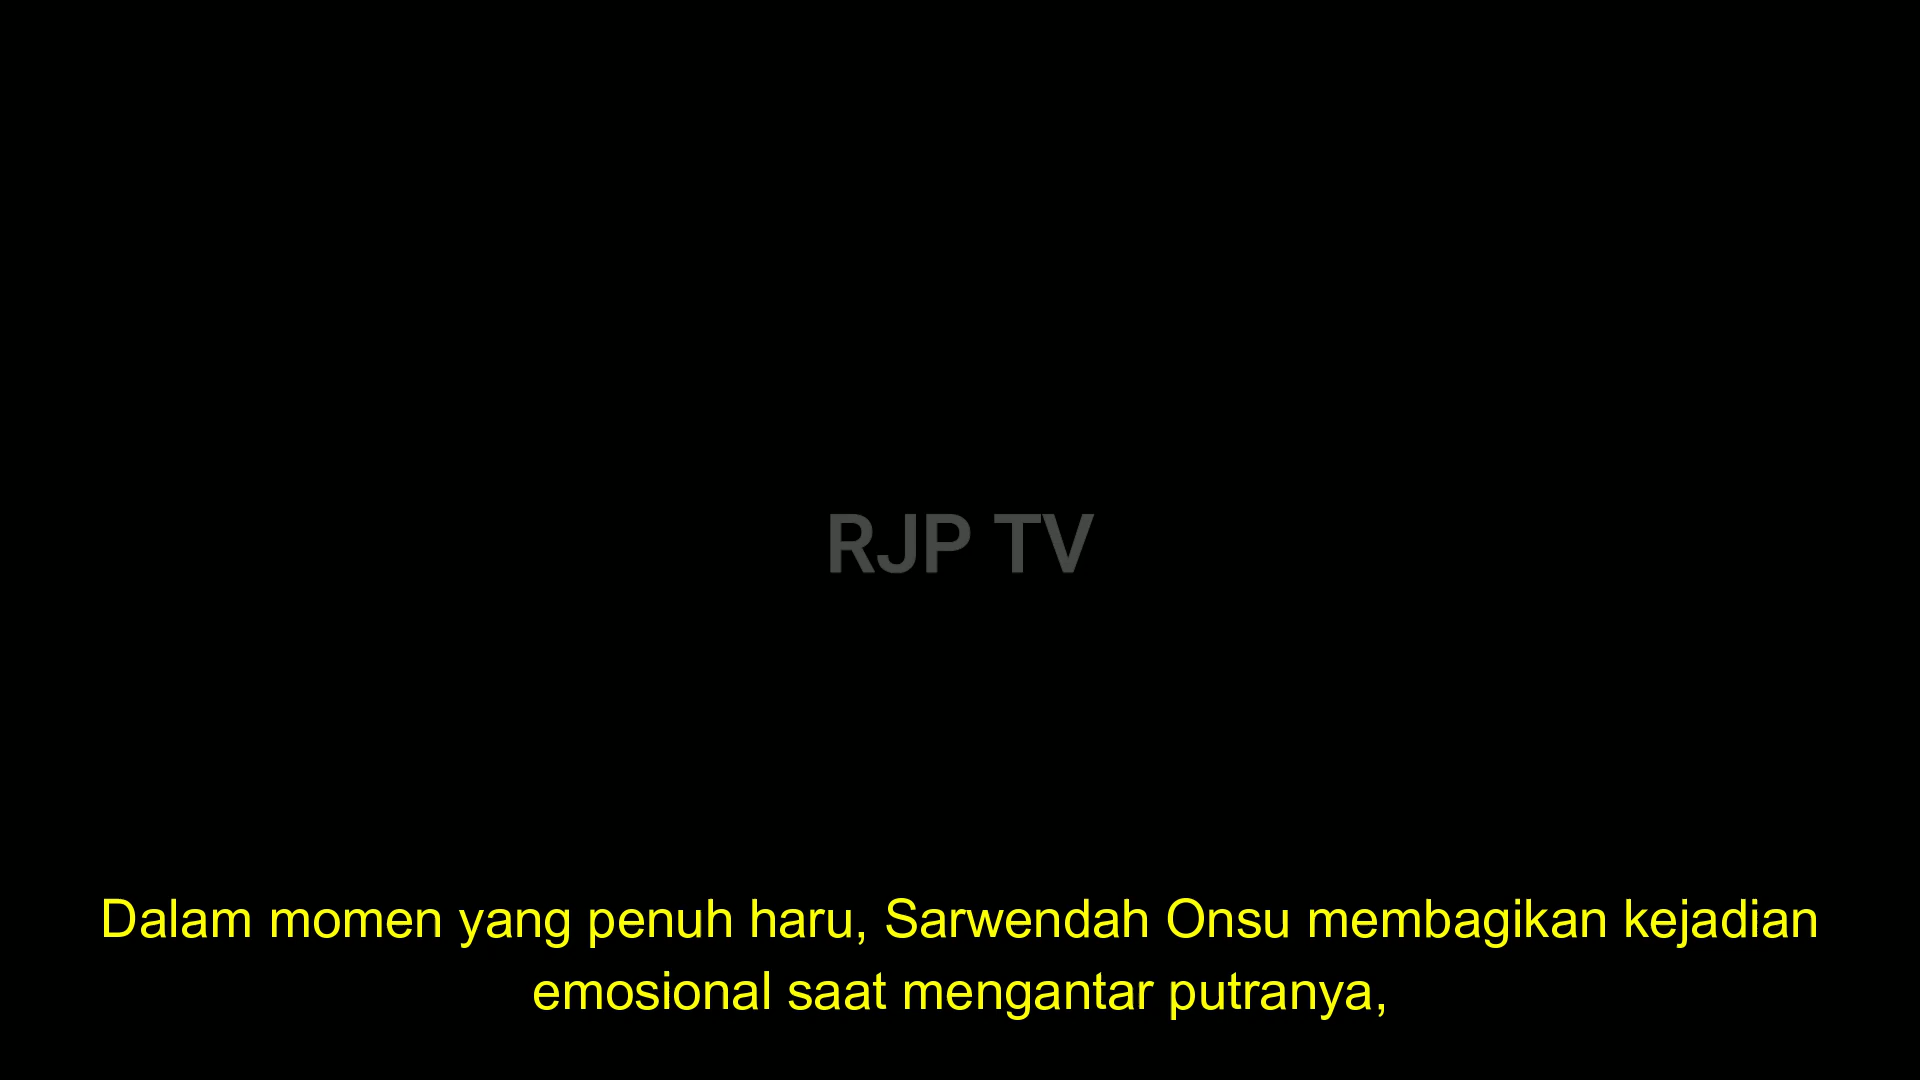 RJP TV
Dalam momen yang penuh haru, Sarwendah Onsu membagikan kejadian
emosional saat mengantar putranya,